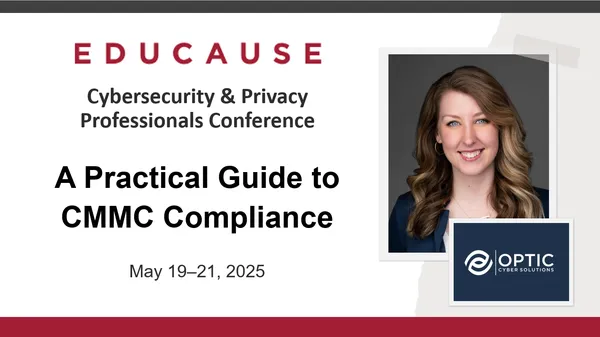 EDUCAUSE
Cybersecurity & Privacy
Professionals Conference
A Practical Guide to
CMMC Compliance
May 19–21, 2025
OPTIC
CYBER SOLUTIONS